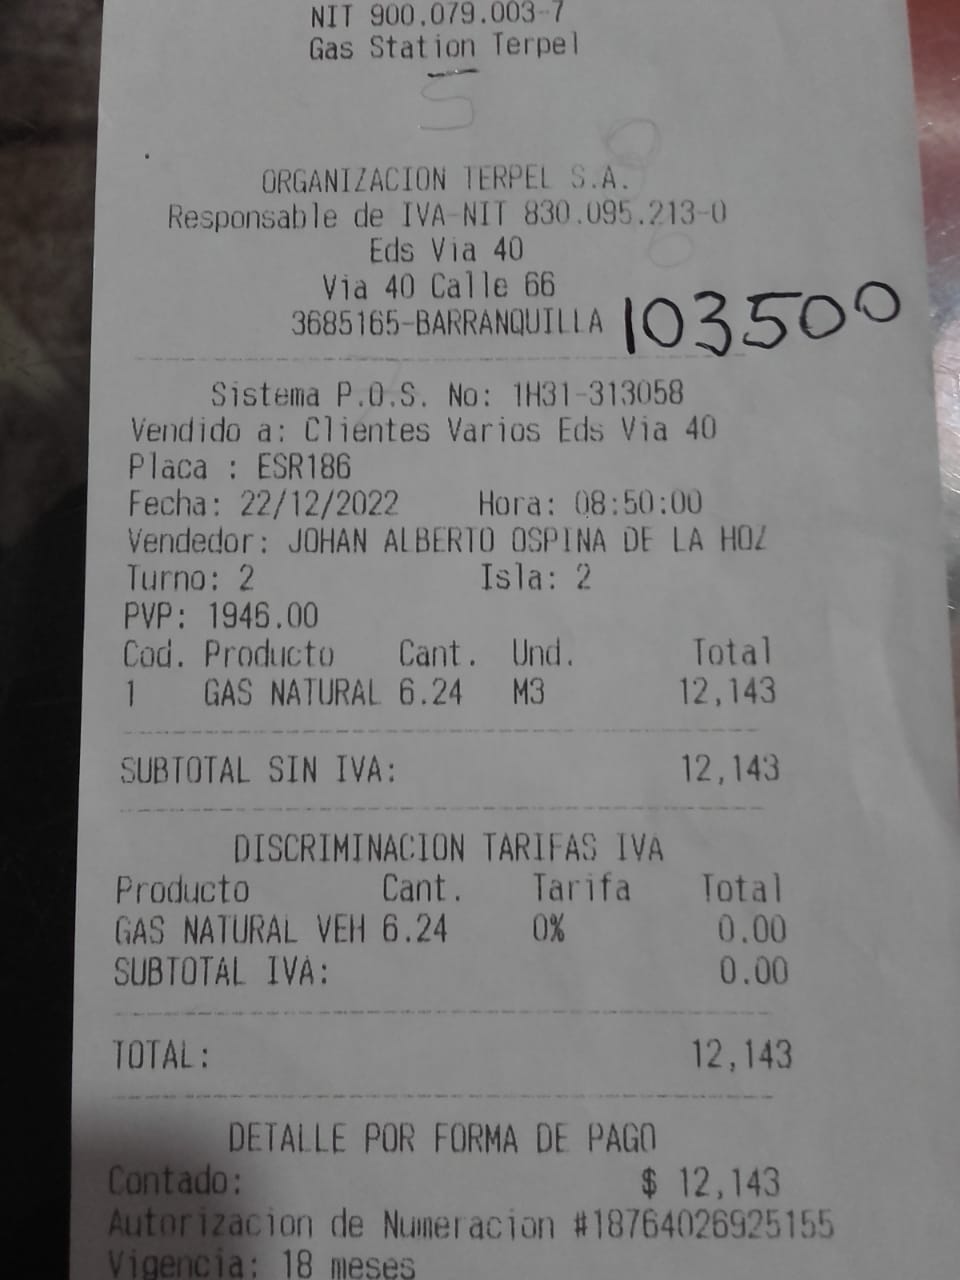 NIT 900.079.003-7
Gas Station Terpel
S
ORGANIZACION TERPEL S.A.
Responsable de IVA-NIT 830.095.213-0
Eds Via 40
Via 40 Calle 66
3685165-BARRANQUILLA 103500
Sistema P.O.S. No: 1H31-313058
Vendido a: Clientes Varios Eds Via 40
Placa : ESR186
Fecha: 22/12/2022 Hora: 08:50:00
Vendedor: JOHAN ALBERTO OSPINA DE LA HOZ
Turno: 2 Isla: 2
PVP: 1946.00
Cod. Producto Cant. Und. Total
1 GAS NATURAL 6.24 M3 12,143
SUBTOTAL SIN IVA: 12,143
DISCRIMINACION TARIFAS IVA
Producto Cant. Tarifa Total
GAS NATURAL VEH 6.24 0% 0.00
SUBTOTAL IVA: 0.00
TOTAL: 12,143
DETALLE POR FORMA DE PAGO
Contado: $ 12,143
Autorizacion de Numeracion #18764026925155
Vigencia: 18 meses